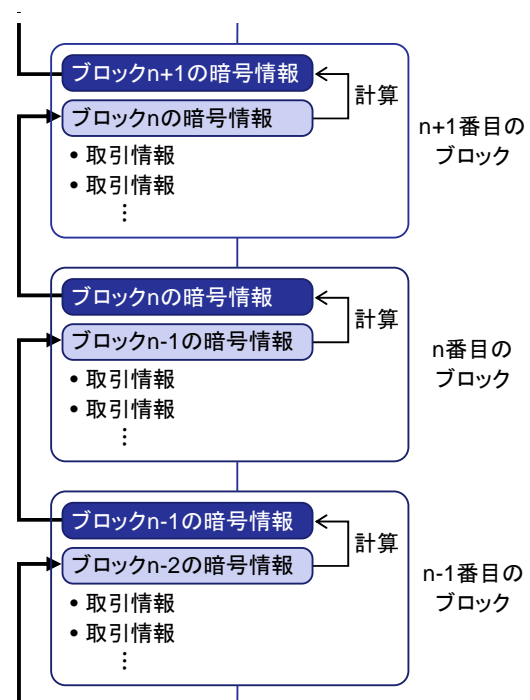 ブロックn+1の暗号情報
計算
ブロックnの暗号情報
• 取引情報
• 取引情報
⋮
n+1番目の
ブロック
ブロックnの暗号情報
計算
ブロックn-1の暗号情報
• 取引情報
• 取引情報
⋮
n番目の
ブロック
ブロックn-1の暗号情報
計算
ブロックn-2の暗号情報
• 取引情報
• 取引情報
⋮
n-1番目の
ブロック